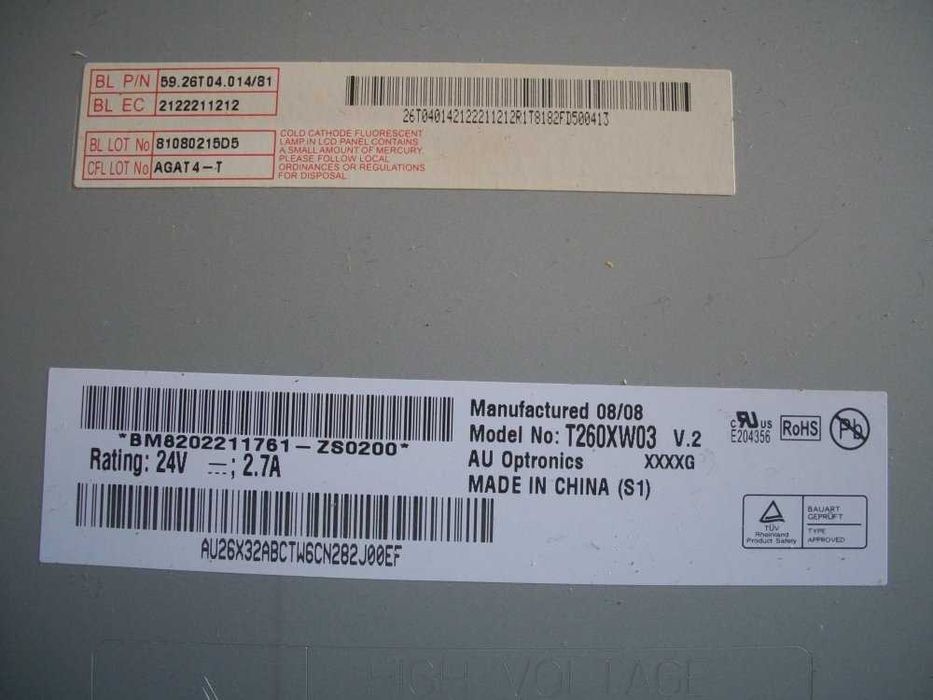 BL P/N 59.26T04.014/81
BL EC 2122211212
26T040142122211212R1T8182FD500413
BL LOT No 81080215D5
CFL LOT No AGAT4-T
COLD CATHODE FLUORESCENT
LAMP IN LCD PANEL CONTAINS
A SMALL AMOUNT OF MERCURY.
PLEASE FOLLOW LOCAL
ORDINANCES OR REGULATIONS
FOR DISPOSAL
*BM8202211761-ZS0200*
Rating: 24V ⎓; 2.7A
AU26X32ABCTW6CN282J00EF
Manufactured 08/08
Model No: T260XW03 V.2
AU Optronics XXXXG
MADE IN CHINA (S1)
c RU US
E204356
RoHS
Pb
TÜV
Rheinland
Product Safety
BAUART
GEPRÜFT
TYPE
APPROVED
HIGH VOLTAGE